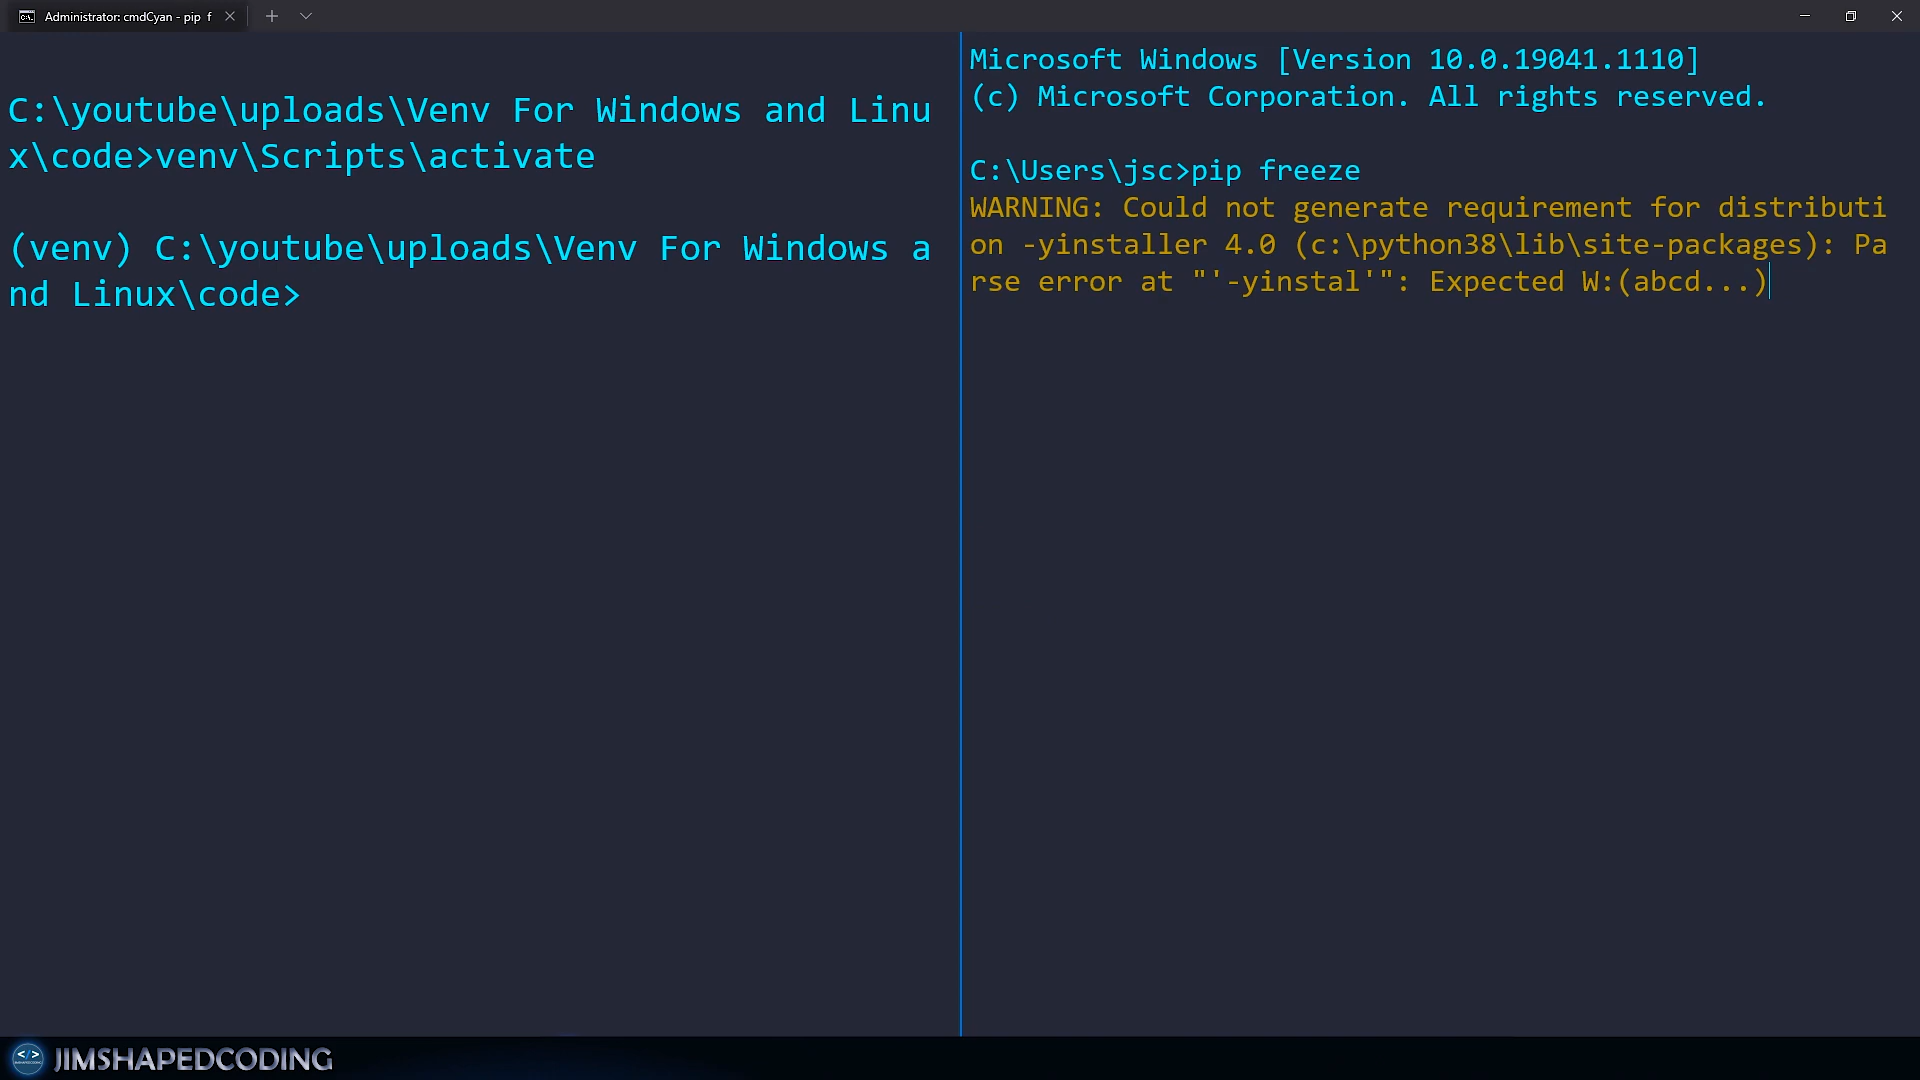 Administrator: cmdCyan - pip f
C:\youtube\uploads\Venv For Windows and Linu
x\code>venv\Scripts\activate
(venv) C:\youtube\uploads\Venv For Windows a
nd Linux\code>
Microsoft Windows [Version 10.0.19041.1110]
(c) Microsoft Corporation. All rights reserved.
C:\Users\jsc>pip freeze
WARNING: Could not generate requirement for distributi
on -yinstaller 4.0 (c:\python38\lib\site-packages): Pa
rse error at "'-yinstal'": Expected W:(abcd...)
JIMSHAPEDCODING